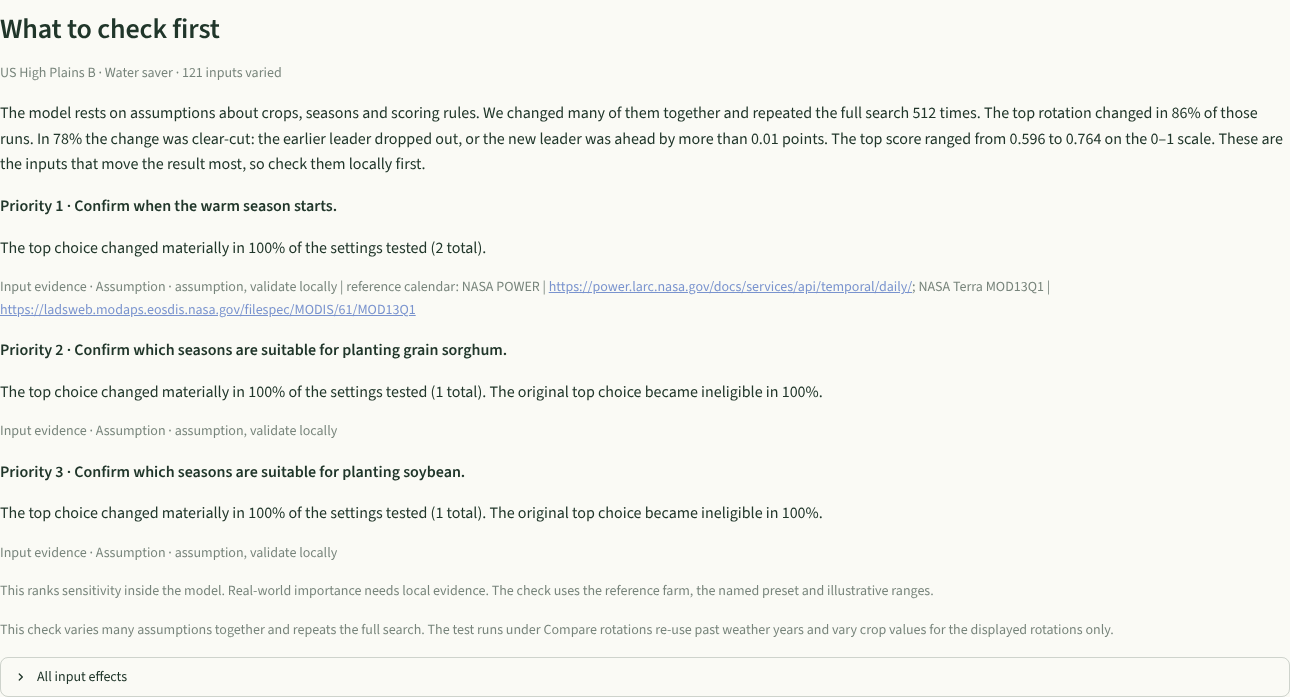 What to check first
US High Plains B · Water saver · 121 inputs varied
The model rests on assumptions about crops, seasons and scoring rules. We changed many of them together and repeated the full search 512 times. The top rotation changed in 86% of those
runs. In 78% the change was clear-cut: the earlier leader dropped out, or the new leader was ahead by more than 0.01 points. The top score ranged from 0.596 to 0.764 on the 0–1 scale. These are
the inputs that move the result most, so check them locally first.
Priority 1 · Confirm when the warm season starts.
The top choice changed materially in 100% of the settings tested (2 total).
Input evidence · Assumption · assumption, validate locally | reference calendar: NASA POWER | https://power.larc.nasa.gov/docs/services/api/temporal/daily/; NASA Terra MOD13Q1 |
https://ladsweb.modaps.eosdis.nasa.gov/filespec/MODIS/61/MOD13Q1
Priority 2 · Confirm which seasons are suitable for planting grain sorghum.
The top choice changed materially in 100% of the settings tested (1 total). The original top choice became ineligible in 100%.
Input evidence · Assumption · assumption, validate locally
Priority 3 · Confirm which seasons are suitable for planting soybean.
The top choice changed materially in 100% of the settings tested (1 total). The original top choice became ineligible in 100%.
Input evidence · Assumption · assumption, validate locally
This ranks sensitivity inside the model. Real-world importance needs local evidence. The check uses the reference farm, the named preset and illustrative ranges.
This check varies many assumptions together and repeats the full search. The test runs under Compare rotations re-use past weather years and vary crop values for the displayed rotations only.
All input effects